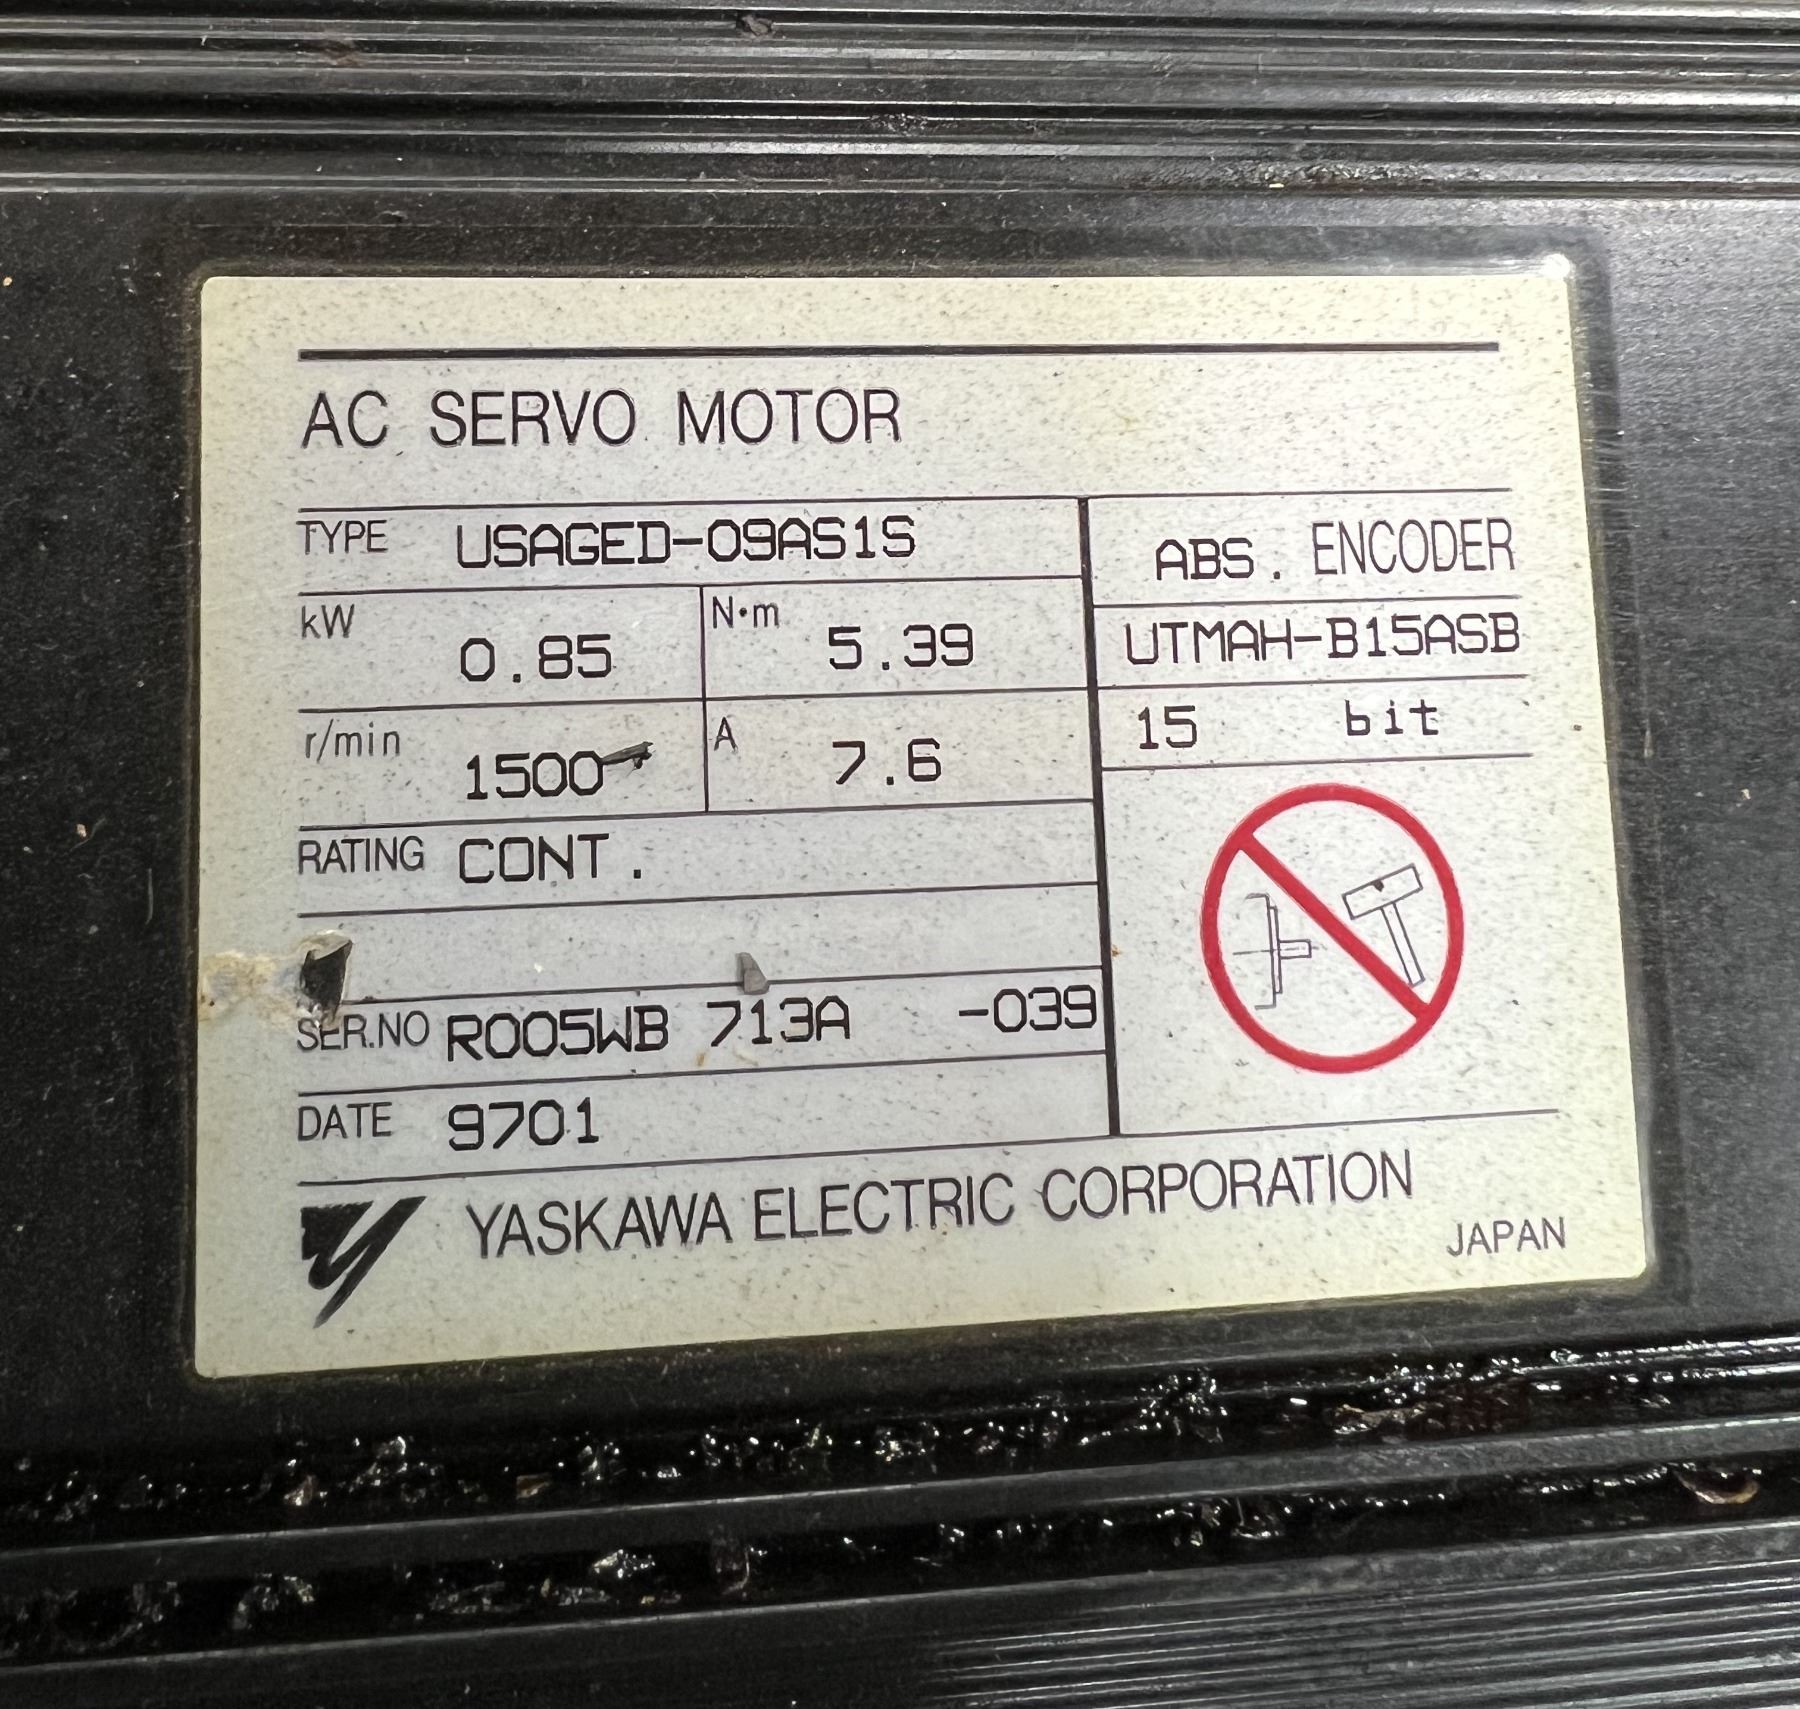 AC SERVO MOTOR
TYPE USAGED-09AS1S
kW 0.85 N·m 5.39
r/min 1500 A 7.6
RATING CONT.
SER.NO R005WB 713A -039
DATE 9701
ABS. ENCODER
UTMAH-B15ASB
15 bit
YASKAWA ELECTRIC CORPORATION
JAPAN